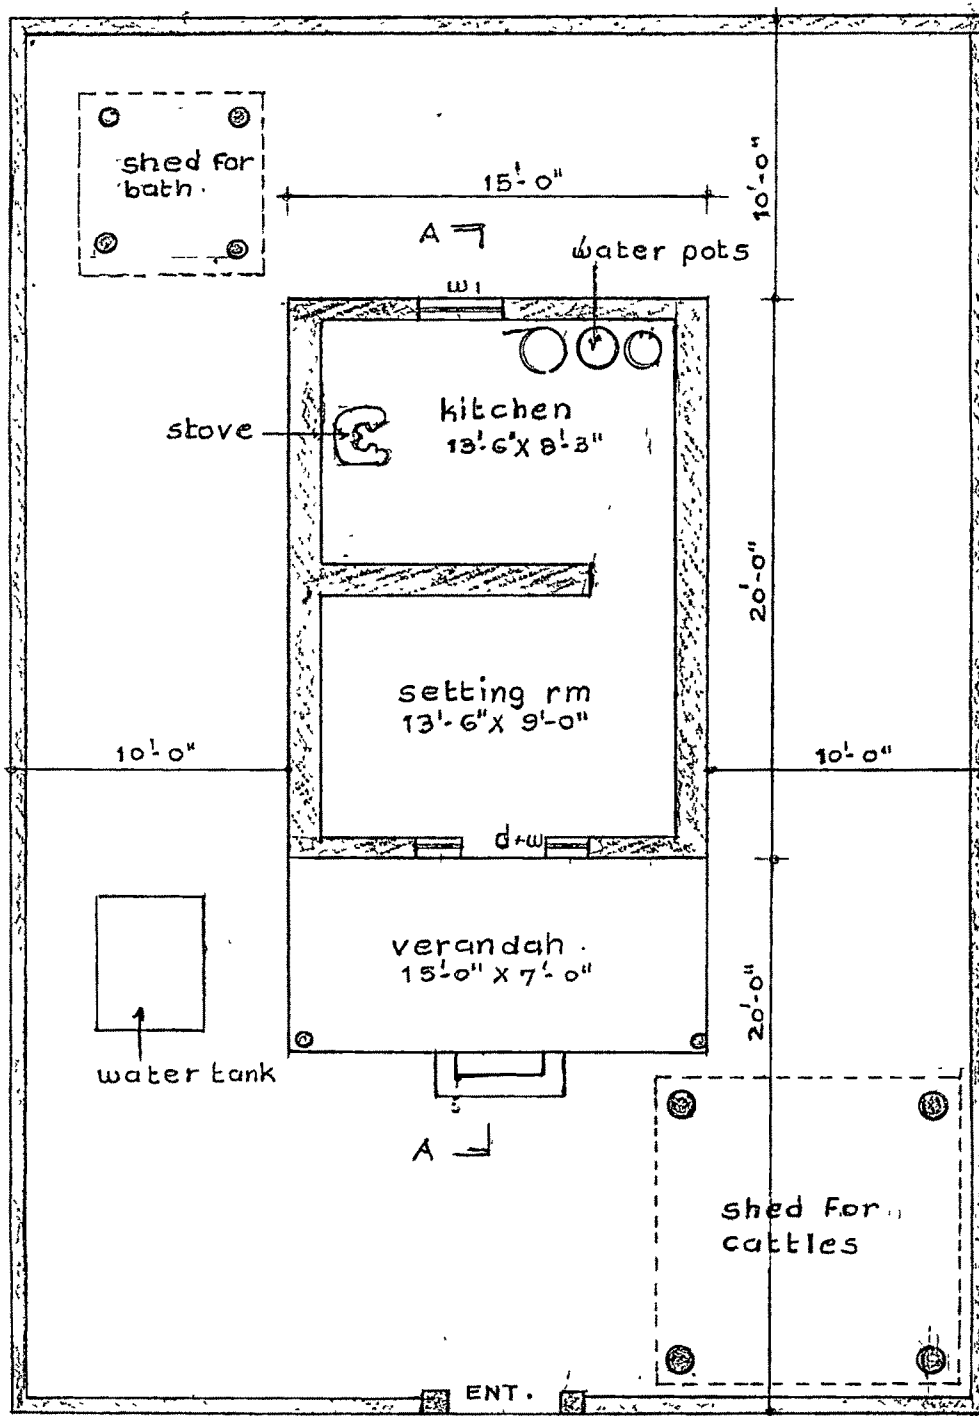 shed for
bath.
15'-0"
10'-0"
A
water pots
w1
stove
kitchen
13'-6"X 8'-3"
20'-0"
setting rm
13'-6"X 9'-0"
10'-0"
10'-0"
d+w
verandah
15'-0" X 7'-0"
20'-0"
water tank
A
shed For
cattles
ENT.